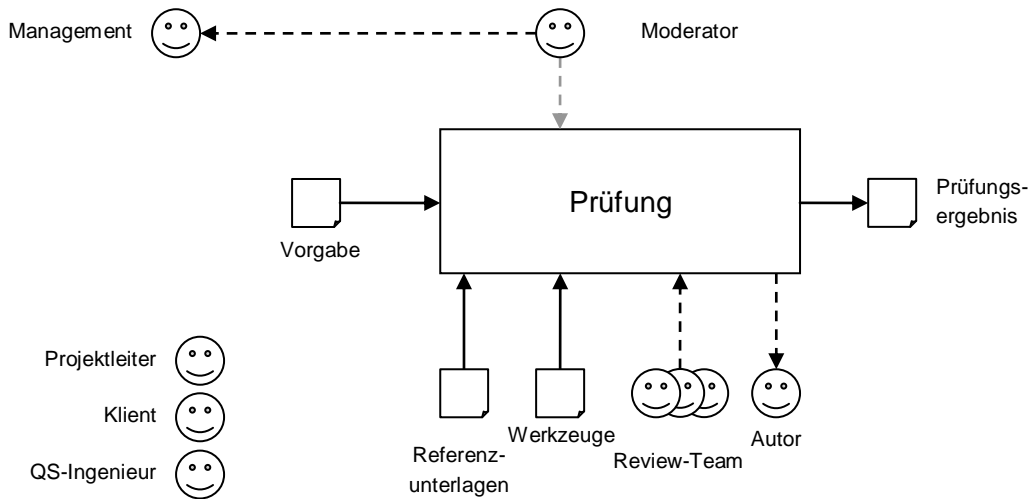 Management
Moderator
Prüfung
Vorgabe
Prüfungs-
ergebnis
Projektleiter
Klient
QS-Ingenieur
Referenz-
unterlagen
Werkzeuge
Review-Team
Autor